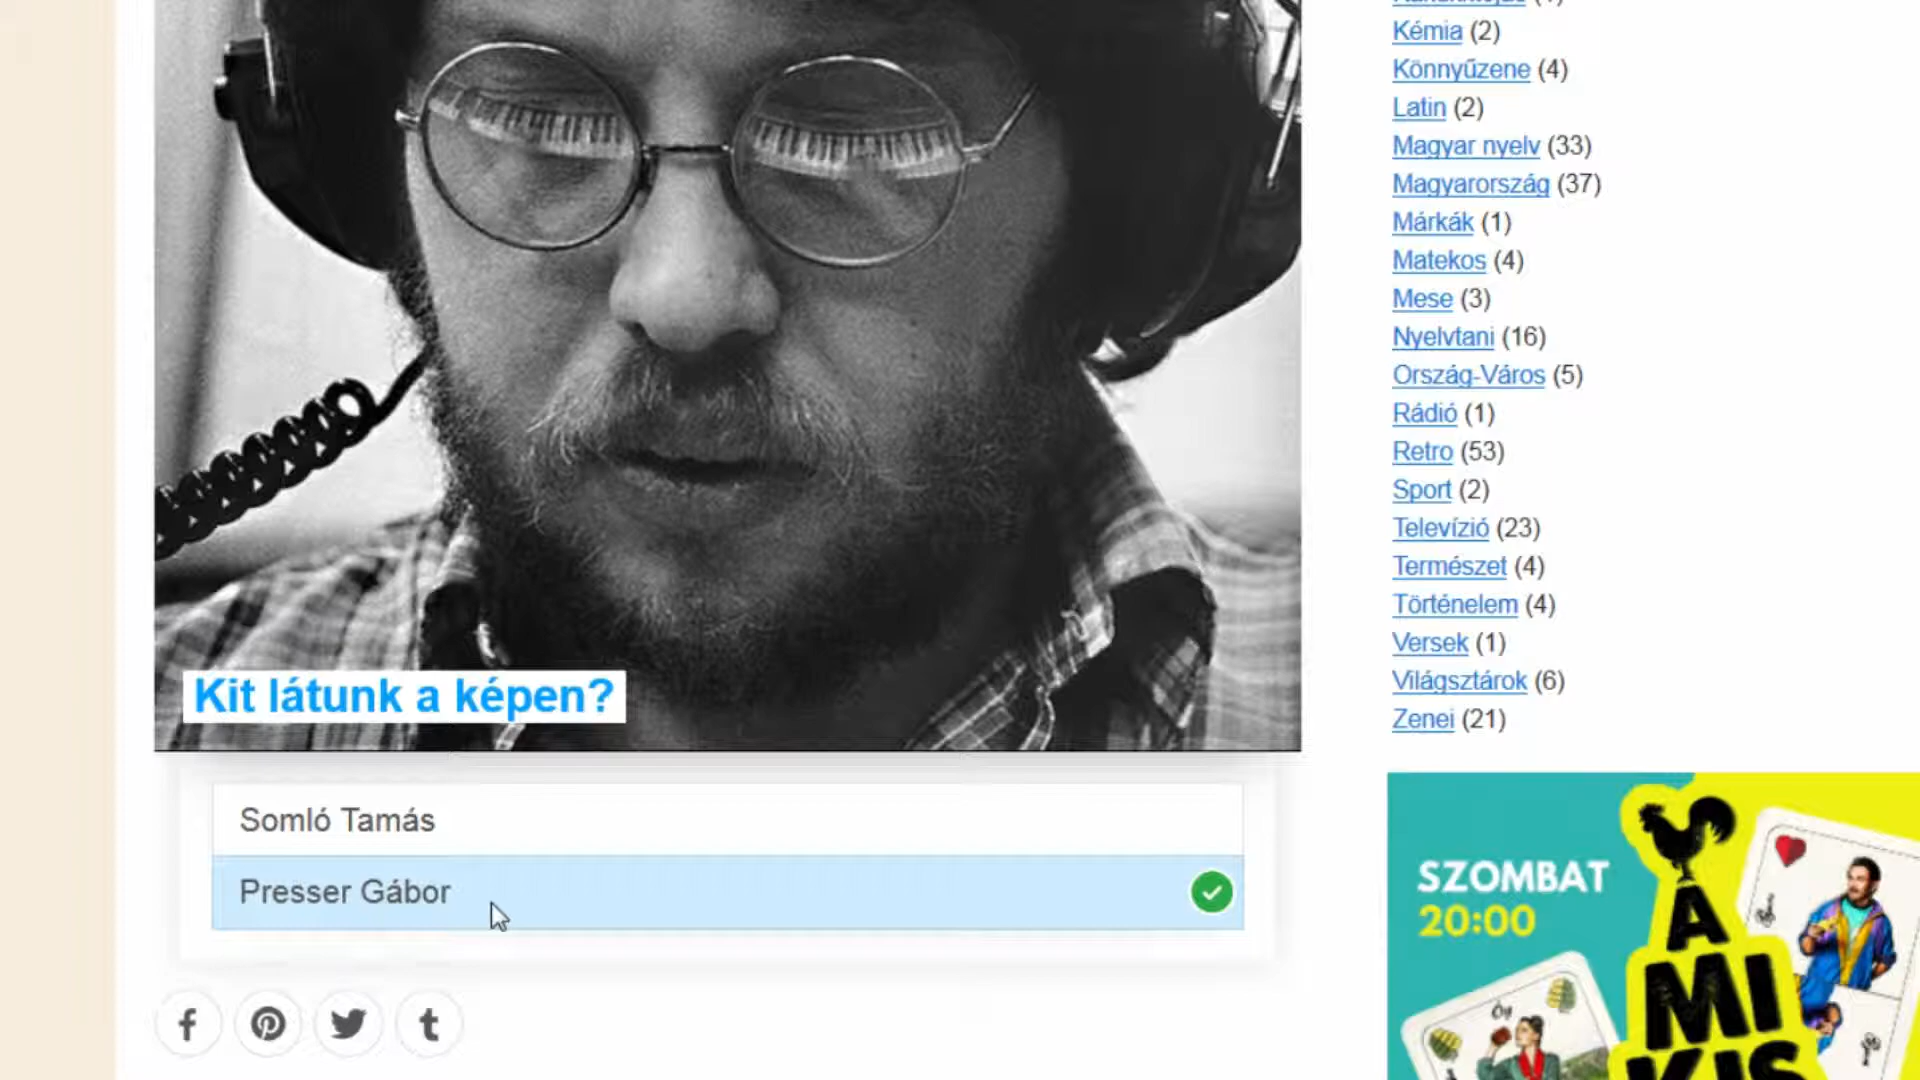 Kémia (2)
Könnyűzene (4)
Latin (2)
Magyar nyelv (33)
Magyarország (37)
Márkák (1)
Matekos (4)
Mese (3)
Nyelvtani (16)
Ország-Város (5)
Rádió (1)
Retro (53)
Sport (2)
Televízió (23)
Természet (4)
Történelem (4)
Versek (1)
Világsztárok (6)
Zenei (21)
Kit látunk a képen?
Somló Tamás
Presser Gábor
SZOMBAT
20:00
A
MI
KIS